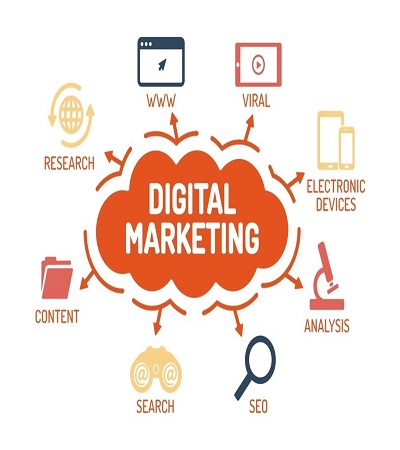 WWW
VIRAL
RESEARCH
ELECTRONIC
DEVICES
DIGITAL
MARKETING
CONTENT
ANALYSIS
@ @
SEARCH
SEO